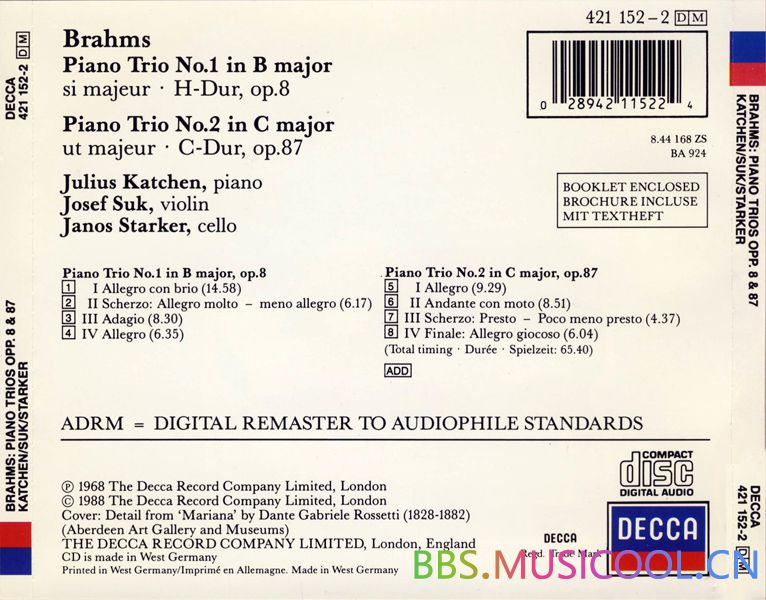 421 152-2 DM
Brahms
Piano Trio No.1 in B major
si majeur · H-Dur, op.8
Piano Trio No.2 in C major
ut majeur · C-Dur, op.87
Julius Katchen, piano
Josef Suk, violin
Janos Starker, cello
0 28942 11522 4
8.44 168 ZS
BA 924
BOOKLET ENCLOSED
BROCHURE INCLUSE
MIT TEXTHEFT
Piano Trio No.1 in B major, op.8
1 I Allegro con brio (14.58)
2 II Scherzo: Allegro molto – meno allegro (6.17)
3 III Adagio (8.30)
4 IV Allegro (6.35)
Piano Trio No.2 in C major, op.87
5 I Allegro (9.29)
6 II Andante con moto (8.51)
7 III Scherzo: Presto – Poco meno presto (4.37)
8 IV Finale: Allegro giocoso (6.04)
(Total timing · Durée · Spielzeit: 65.40)
ADD
ADRM = DIGITAL REMASTER TO AUDIOPHILE STANDARDS
℗ 1968 The Decca Record Company Limited, London
© 1988 The Decca Record Company Limited, London
Cover: Detail from ‘Mariana’ by Dante Gabriele Rossetti (1828-1882)
(Aberdeen Art Gallery and Museums)
THE DECCA RECORD COMPANY LIMITED, London, England
CD is made in West Germany
Printed in West Germany/Imprimé en Allemagne. Made in West Germany
COMPACT
disc
DIGITAL AUDIO
DECCA
Regd. Trade Mark
DECCA
BBS.MUSICOOL.CN
DECCA
421 152-2 DM
BRAHMS: PIANO TRIOS OPP. 8 & 87
KATCHEN/SUK/STARKER
BRAHMS: PIANO TRIOS OPP. 8 & 87
KATCHEN/SUK/STARKER
DECCA
421 152-2 DM